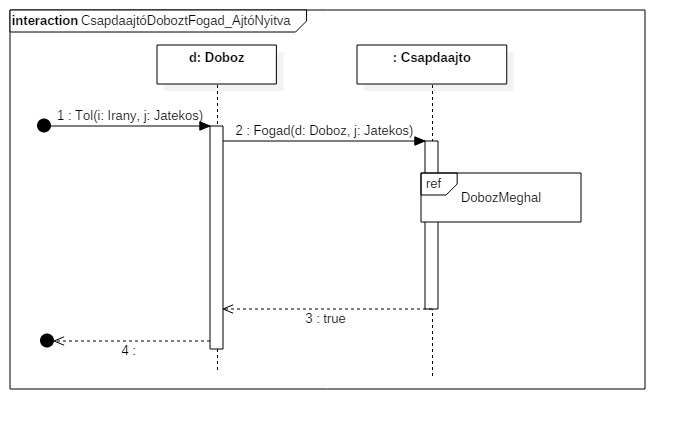 interaction CsapdaajtóDoboztFogad_AjtóNyitva
d: Doboz
: Csapdaajto
1 : Tol(i: Irany, j: Jatekos)
2 : Fogad(d: Doboz, j: Jatekos)
ref
DobozMeghal
3 : true
4 :